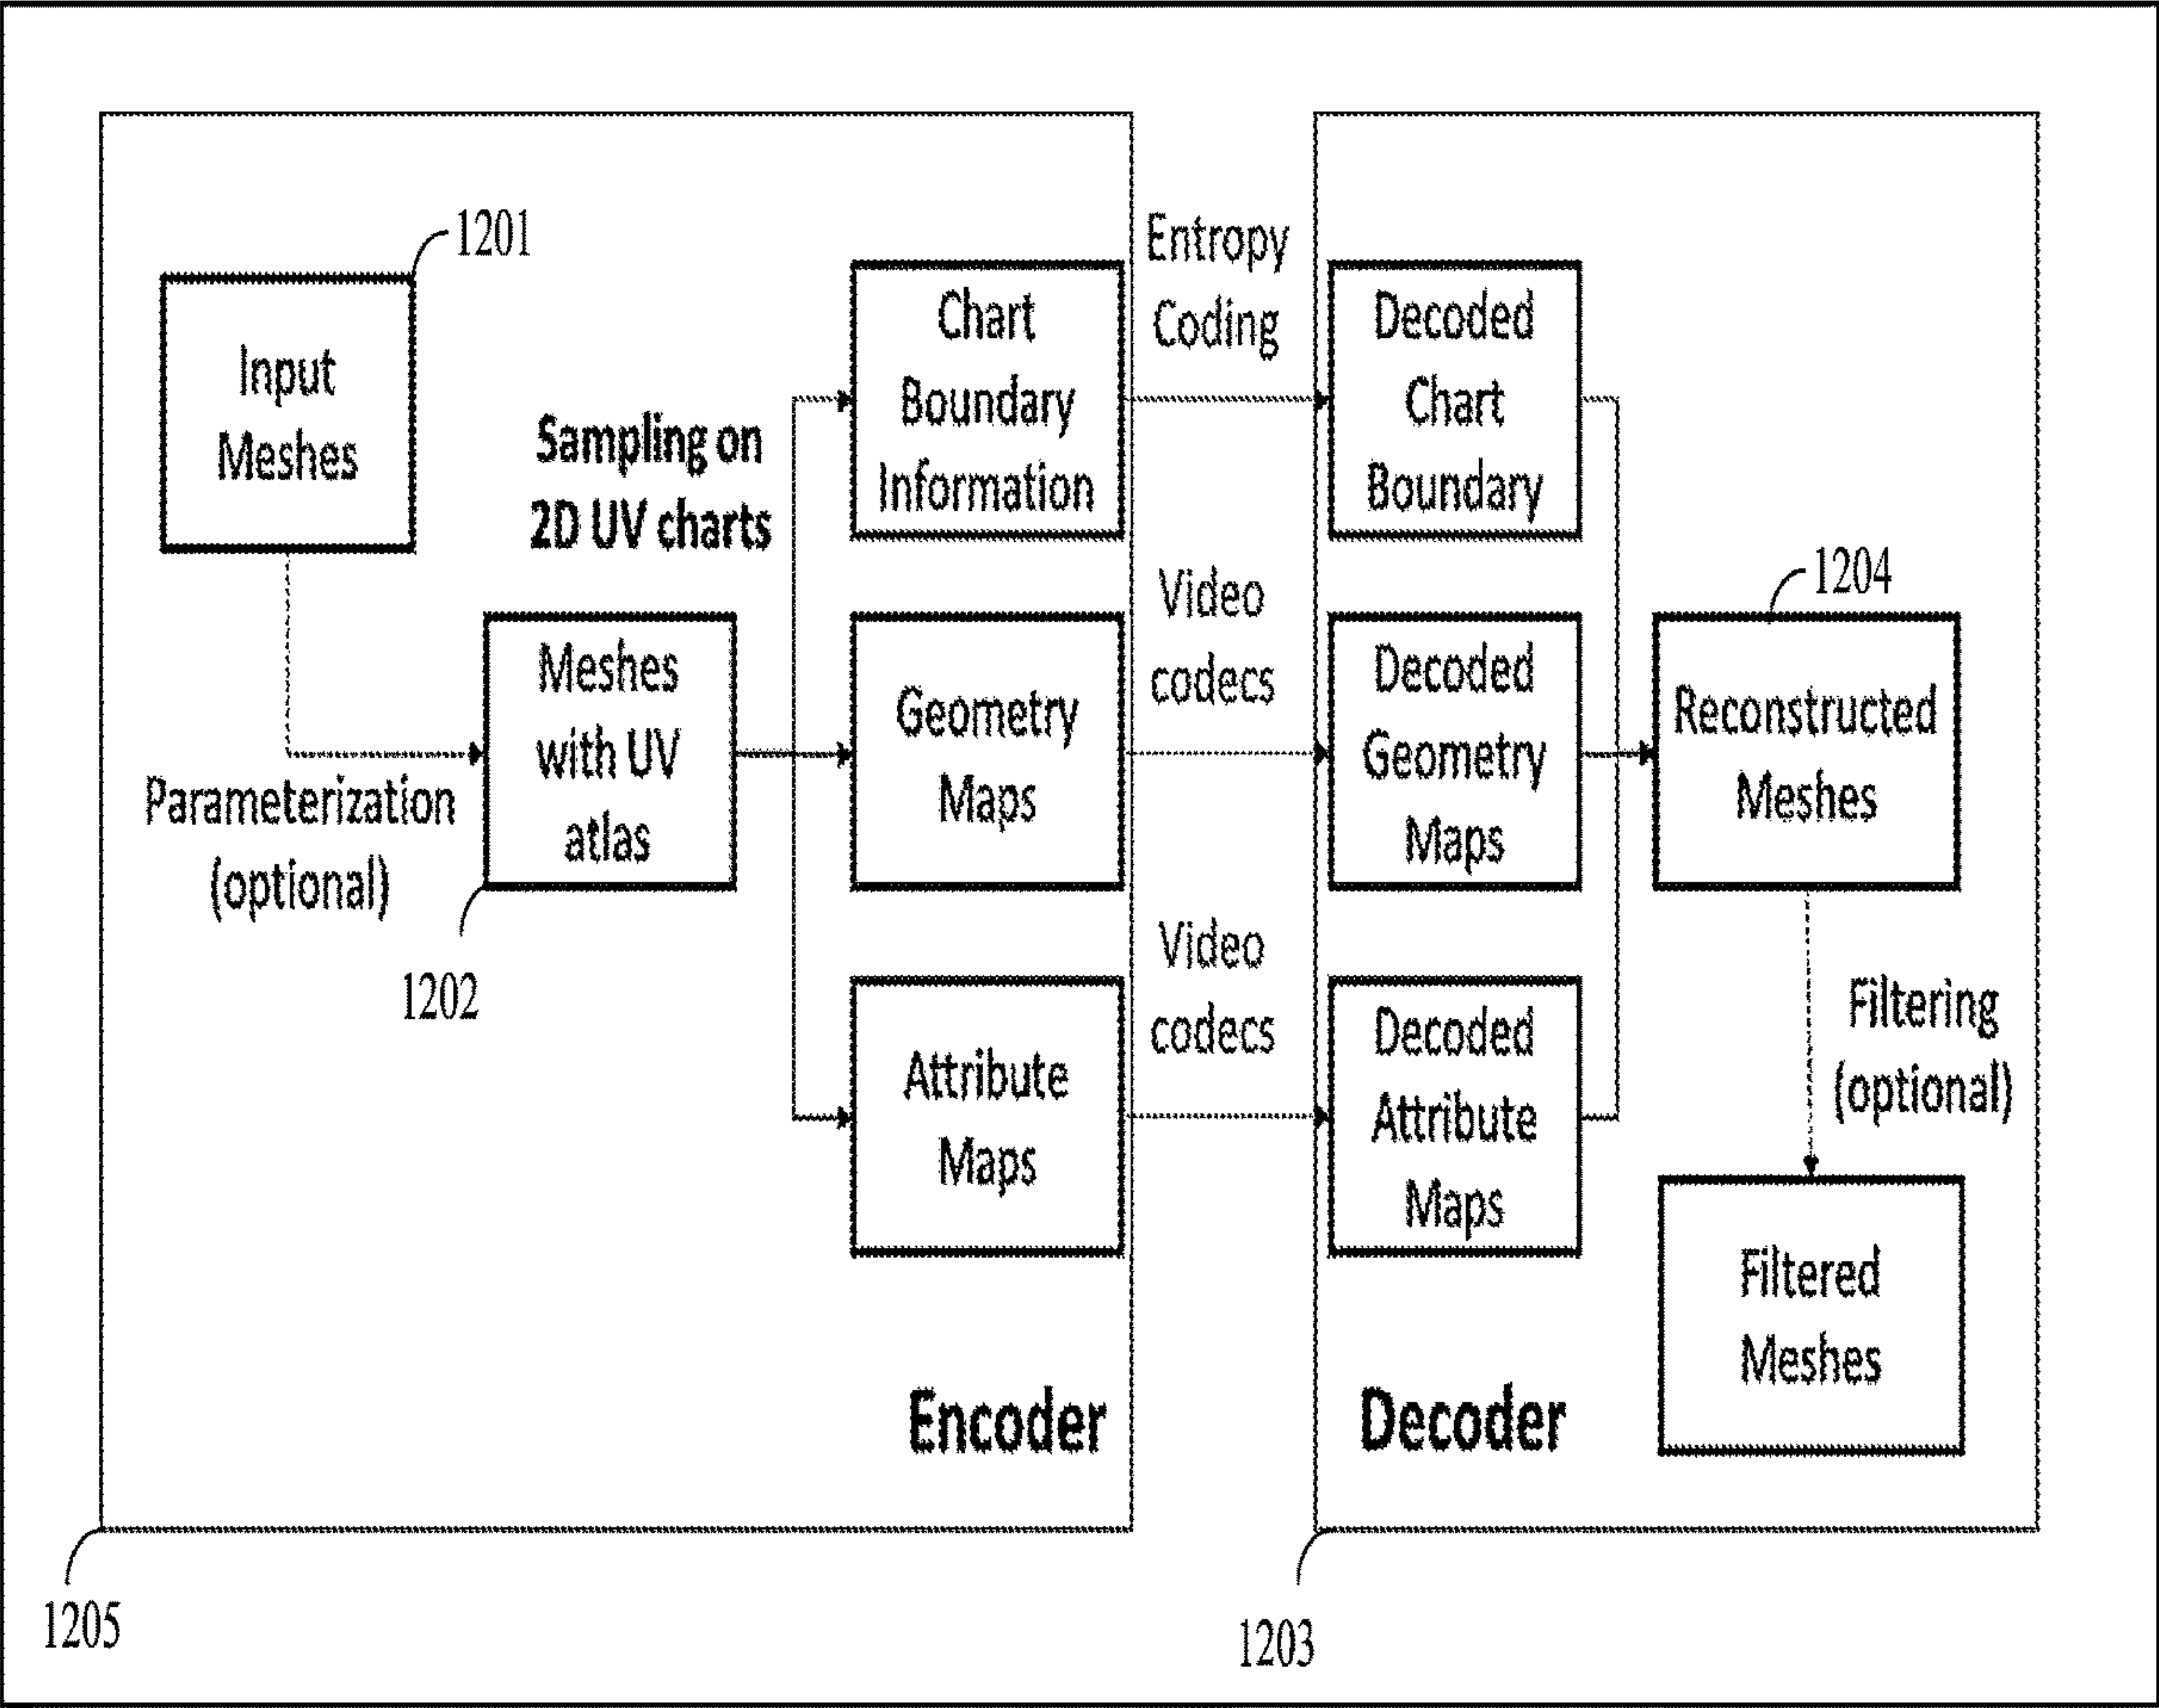 1201
Input
Meshes
Parameterization
(optional)
Sampling on
2D UV charts
Meshes
with UV
atlas
1202
Chart
Boundary
Information
Geometry
Maps
Attribute
Maps
Encoder
1205
Entropy
Coding
Video
codecs
Video
codecs
Decoded
Chart
Boundary
Decoded
Geometry
Maps
Decoded
Attribute
Maps
1204
Reconstructed
Meshes
Filtering
(optional)
Filtered
Meshes
Decoder
1203